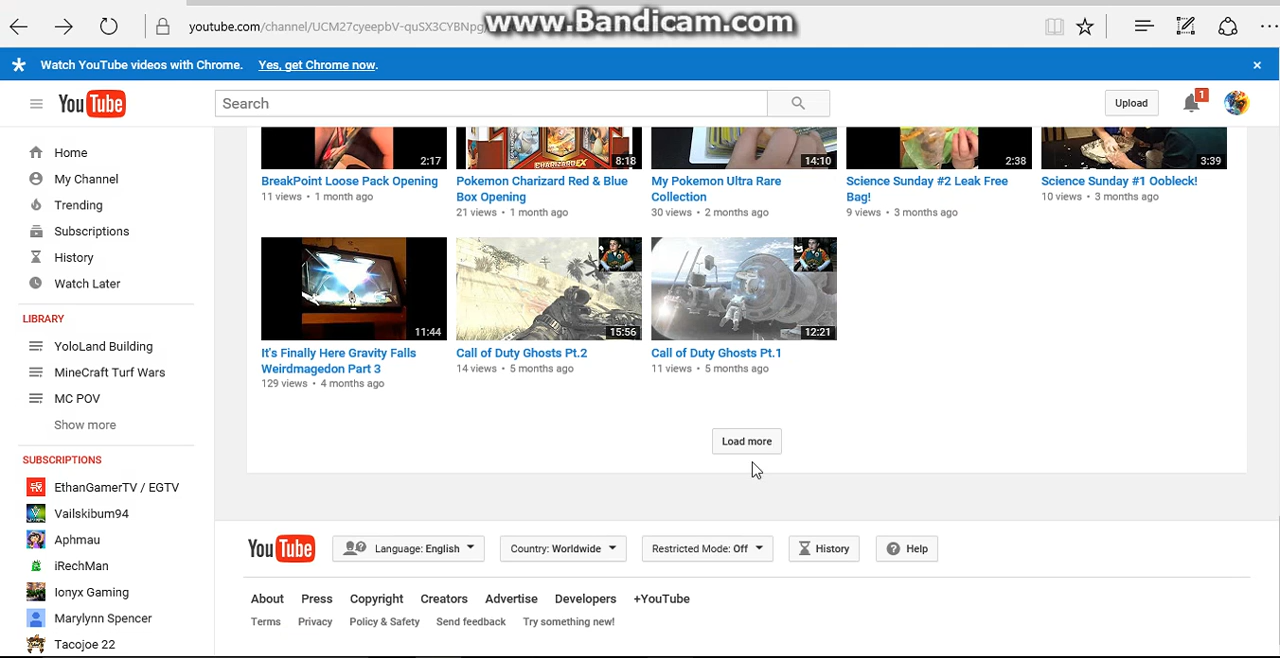 www.Bandicam.com
youtube.com/channel/UCM27cyeepbV-quSX3CYBNpg
Watch YouTube videos with Chrome. Yes, get Chrome now. ×
YouTube
Search
Upload
1
Home
My Channel
Trending
Subscriptions
History
Watch Later
LIBRARY
YoloLand Building
MineCraft Turf Wars
MC POV
Show more
SUBSCRIPTIONS
EthanGamerTV / EGTV
Vailskibum94
Aphmau
iRechMan
Ionyx Gaming
Marylynn Spencer
Tacojoe 22
2:17
BreakPoint Loose Pack Opening
11 views • 1 month ago
CHARIZARD EX
8:18
Pokemon Charizard Red & Blue
Box Opening
21 views • 1 month ago
14:10
My Pokemon Ultra Rare
Collection
30 views • 2 months ago
2:38
Science Sunday #2 Leak Free
Bag!
9 views • 3 months ago
3:39
Science Sunday #1 Oobleck!
10 views • 3 months ago
11:44
It's Finally Here Gravity Falls
Weirdmagedon Part 3
129 views • 4 months ago
15:56
Call of Duty Ghosts Pt.2
14 views • 5 months ago
12:21
Call of Duty Ghosts Pt.1
11 views • 5 months ago
Load more
YouTube
Language: English
Country: Worldwide
Restricted Mode: Off
History
Help
About Press Copyright Creators Advertise Developers +YouTube
Terms Privacy Policy & Safety Send feedback Try something new!